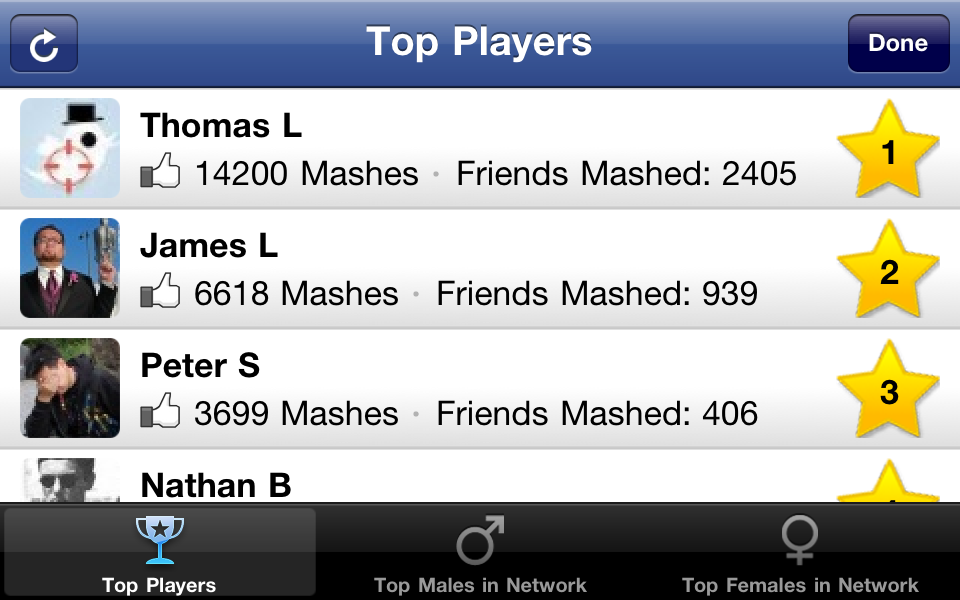 Top Players
Done
Thomas L
14200 Mashes · Friends Mashed: 2405
1
James L
6618 Mashes · Friends Mashed: 939
2
Peter S
3699 Mashes · Friends Mashed: 406
3
Nathan B
Top Players
Top Males in Network
Top Females in Network